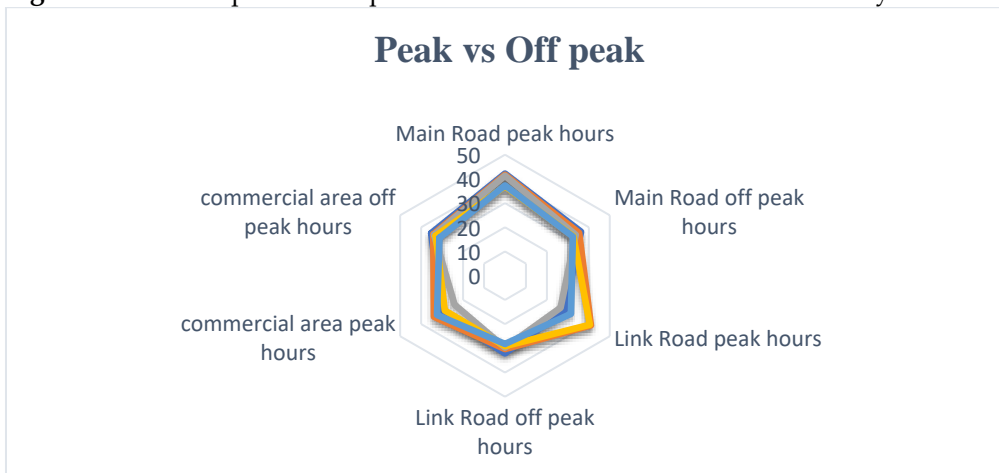 Peak vs Off peak
Main Road peak hours
50
40
30
20
10
0
Main Road off peak
hours
Link Road peak hours
Link Road off peak
hours
commercial area peak
hours
commercial area off
peak hours